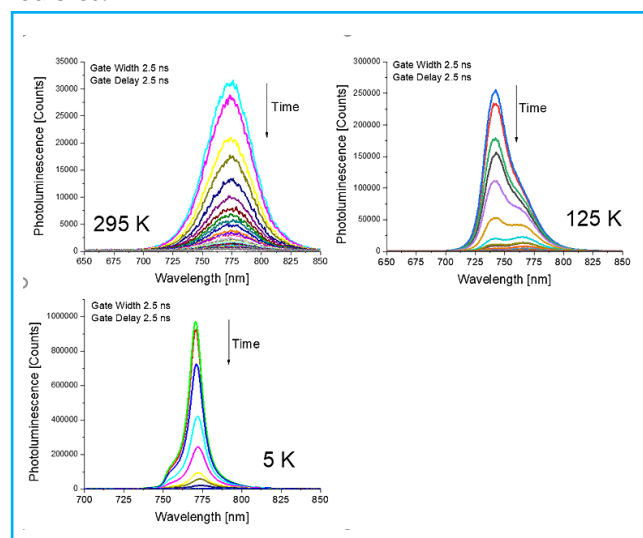 Gate Width 2.5 ns
Gate Delay 2.5 ns
Time
295 K
Photoluminescence [Counts]
35000
30000
25000
20000
15000
10000
5000
0
650 675 700 725 750 775 800 825 850
Wavelength [nm]
Gate Width 2.5 ns
Gate Delay 2.5 ns
Time
125 K
Photoluminescence [Counts]
300000
250000
200000
150000
100000
50000
0
650 675 700 725 750 775 800 825 850
Wavelength [nm]
Gate Width 2.5 ns
Gate Delay 2.5 ns
Time
5 K
Photoluminescence [Counts]
1000000
800000
600000
400000
200000
0
700 725 750 775 800 825 850
Wavelength [nm]